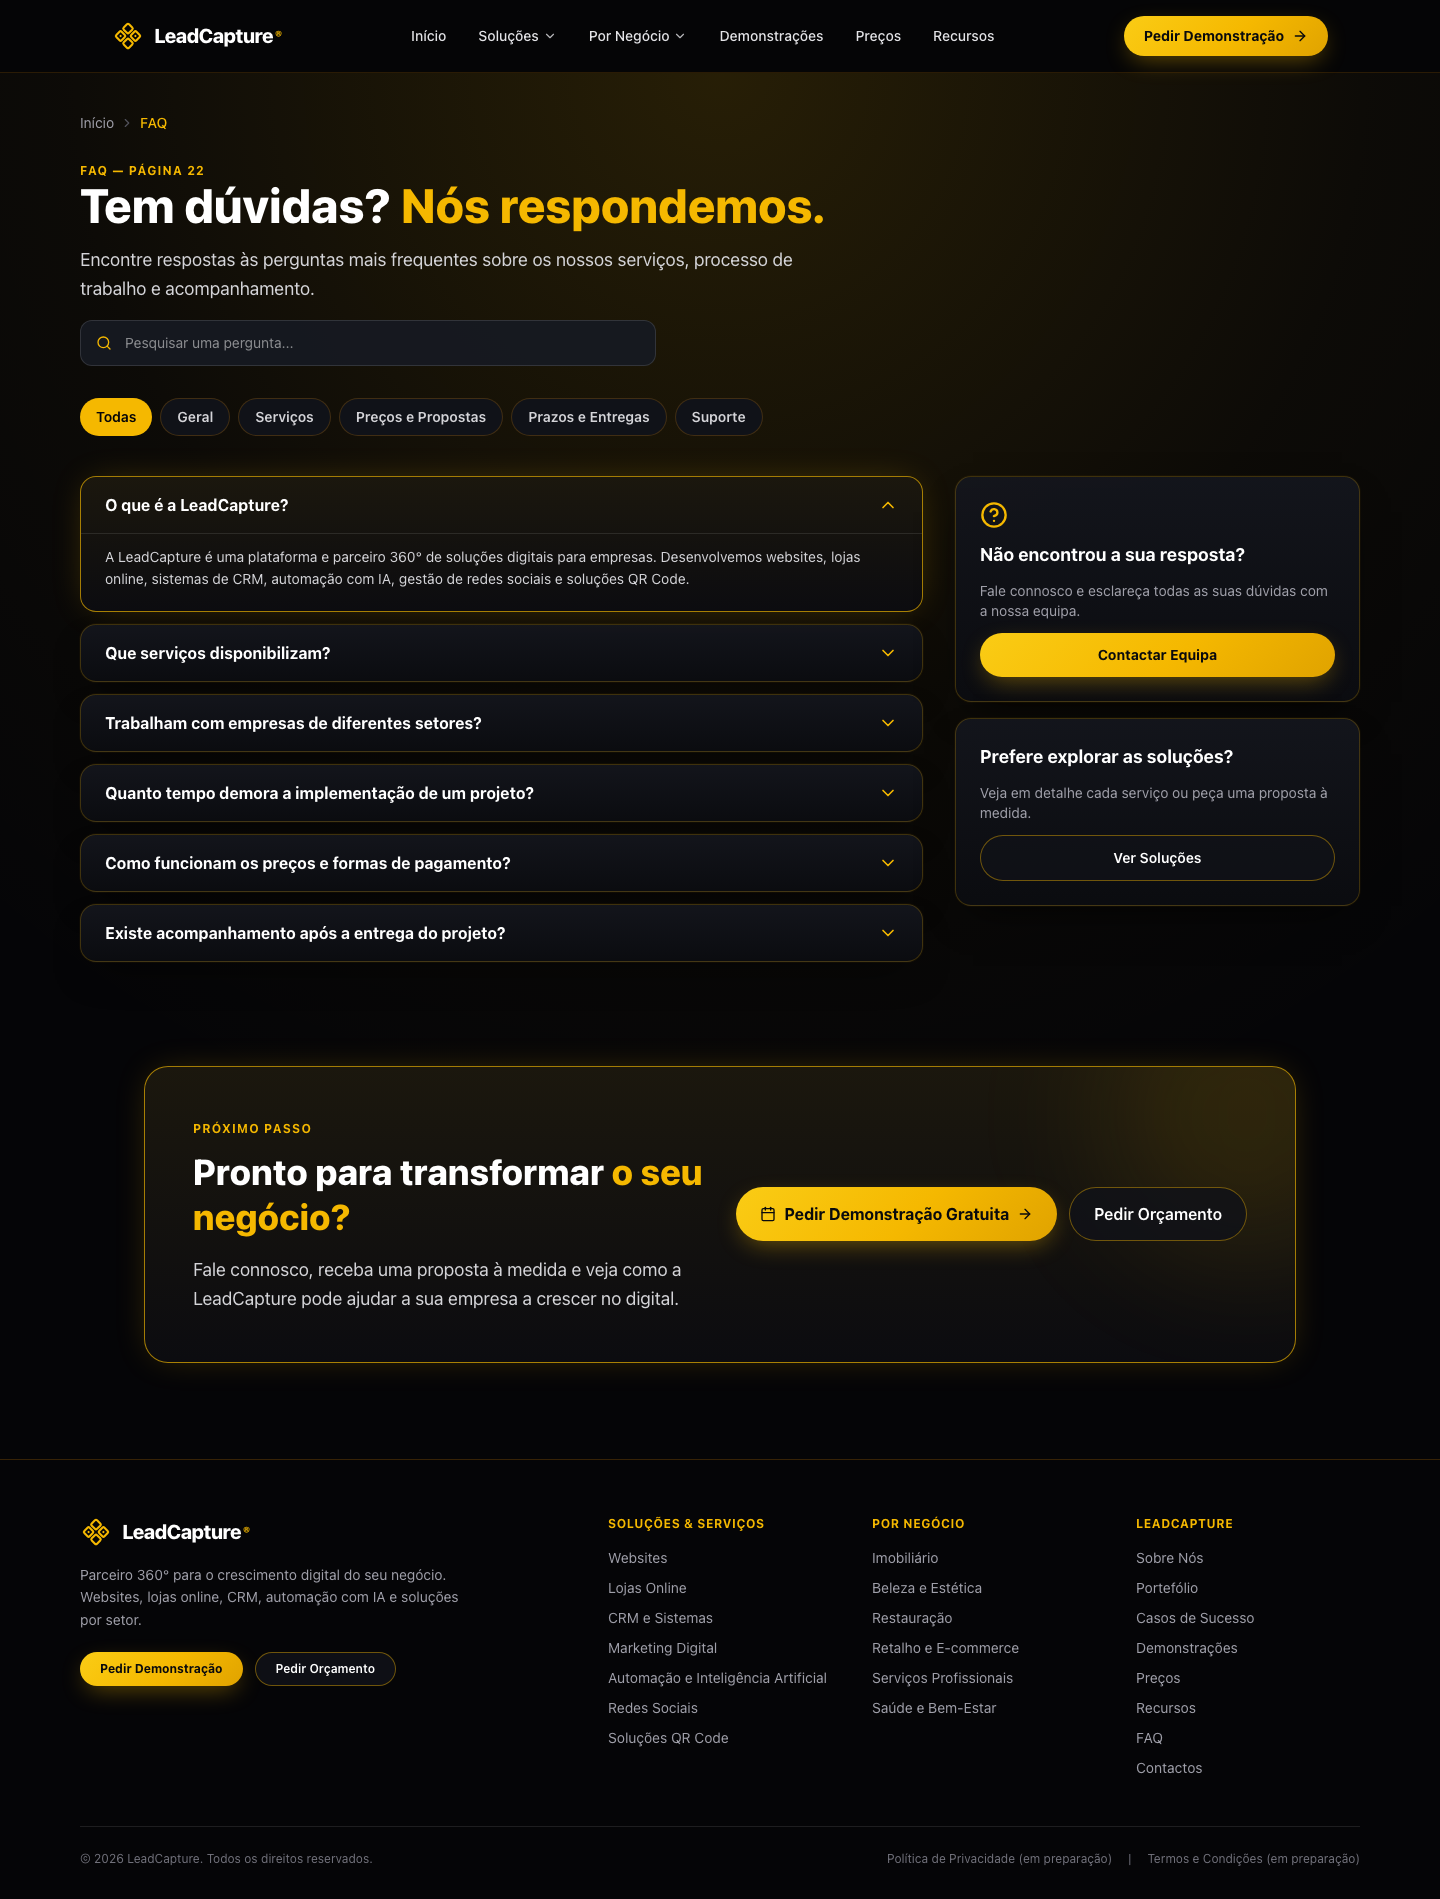 LeadCapture®
Início
Soluções
Por Negócio
Demonstrações
Preços
Recursos
Pedir Demonstração
Início
FAQ
FAQ — PÁGINA 22
Tem dúvidas? Nós respondemos.
Encontre respostas às perguntas mais frequentes sobre os nossos serviços, processo de
trabalho e acompanhamento.
Pesquisar uma pergunta...
Todas
Geral
Serviços
Preços e Propostas
Prazos e Entregas
Suporte
O que é a LeadCapture?
A LeadCapture é uma plataforma e parceiro 360° de soluções digitais para empresas. Desenvolvemos websites, lojas
online, sistemas de CRM, automação com IA, gestão de redes sociais e soluções QR Code.
Que serviços disponibilizam?
Trabalham com empresas de diferentes setores?
Quanto tempo demora a implementação de um projeto?
Como funcionam os preços e formas de pagamento?
Existe acompanhamento após a entrega do projeto?
Não encontrou a sua resposta?
Fale connosco e esclareça todas as suas dúvidas com
a nossa equipa.
Contactar Equipa
Prefere explorar as soluções?
Veja em detalhe cada serviço ou peça uma proposta à
medida.
Ver Soluções
PRÓXIMO PASSO
Pronto para transformar o seu
negócio?
Fale connosco, receba uma proposta à medida e veja como a
LeadCapture pode ajudar a sua empresa a crescer no digital.
Pedir Demonstração Gratuita
Pedir Orçamento
LeadCapture®
Parceiro 360° para o crescimento digital do seu negócio.
Websites, lojas online, CRM, automação com IA e soluções
por setor.
Pedir Demonstração
Pedir Orçamento
SOLUÇÕES & SERVIÇOS
Websites
Lojas Online
CRM e Sistemas
Marketing Digital
Automação e Inteligência Artificial
Redes Sociais
Soluções QR Code
POR NEGÓCIO
Imobiliário
Beleza e Estética
Restauração
Retalho e E-commerce
Serviços Profissionais
Saúde e Bem-Estar
LEADCAPTURE
Sobre Nós
Portefólio
Casos de Sucesso
Demonstrações
Preços
Recursos
FAQ
Contactos
© 2026 LeadCapture. Todos os direitos reservados.
Política de Privacidade (em preparação) | Termos e Condições (em preparação)